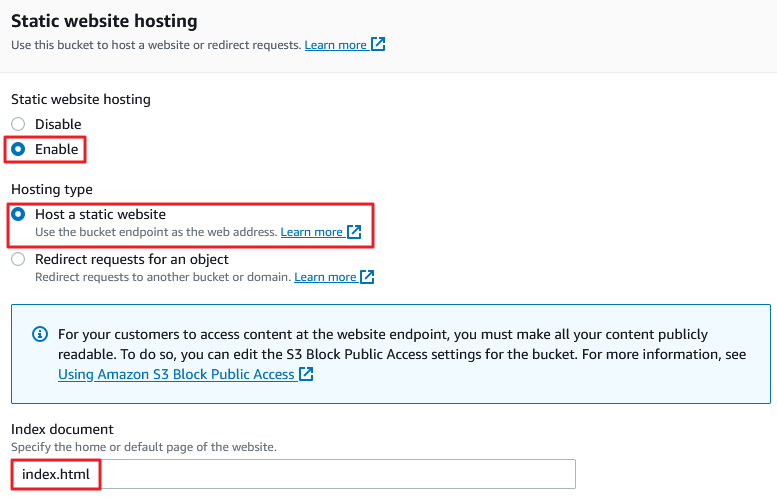 Static website hosting
Use this bucket to host a website or redirect requests. Learn more
Static website hosting
Disable
Enable
Hosting type
Host a static website
Use the bucket endpoint as the web address. Learn more
Redirect requests for an object
Redirect requests to another bucket or domain. Learn more
For your customers to access content at the website endpoint, you must make all your content publicly
readable. To do so, you can edit the S3 Block Public Access settings for the bucket. For more information, see
Using Amazon S3 Block Public Access
Index document
Specify the home or default page of the website.
index.html